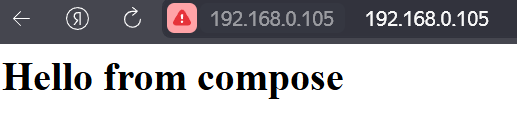 Я 192.168.0.105 192.168.0.105
Hello from compose